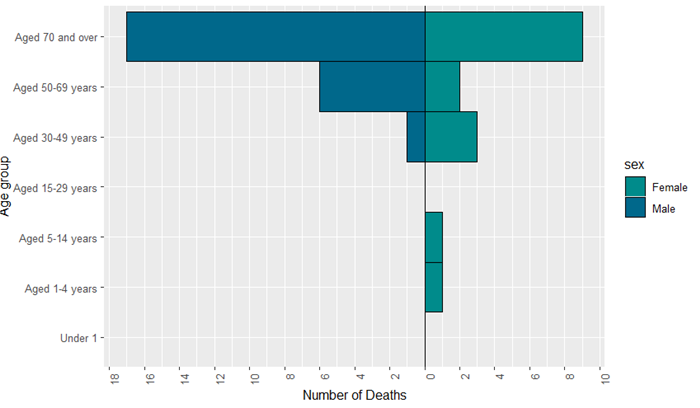 Aged 70 and over
Aged 50-69 years
Aged 30-49 years
Aged 15-29 years
Aged 5-14 years
Aged 1-4 years
Under 1
Age group
18 16 14 12 10 8 6 4 2 0 2 4 6 8 10
Number of Deaths
sex
Female
Male